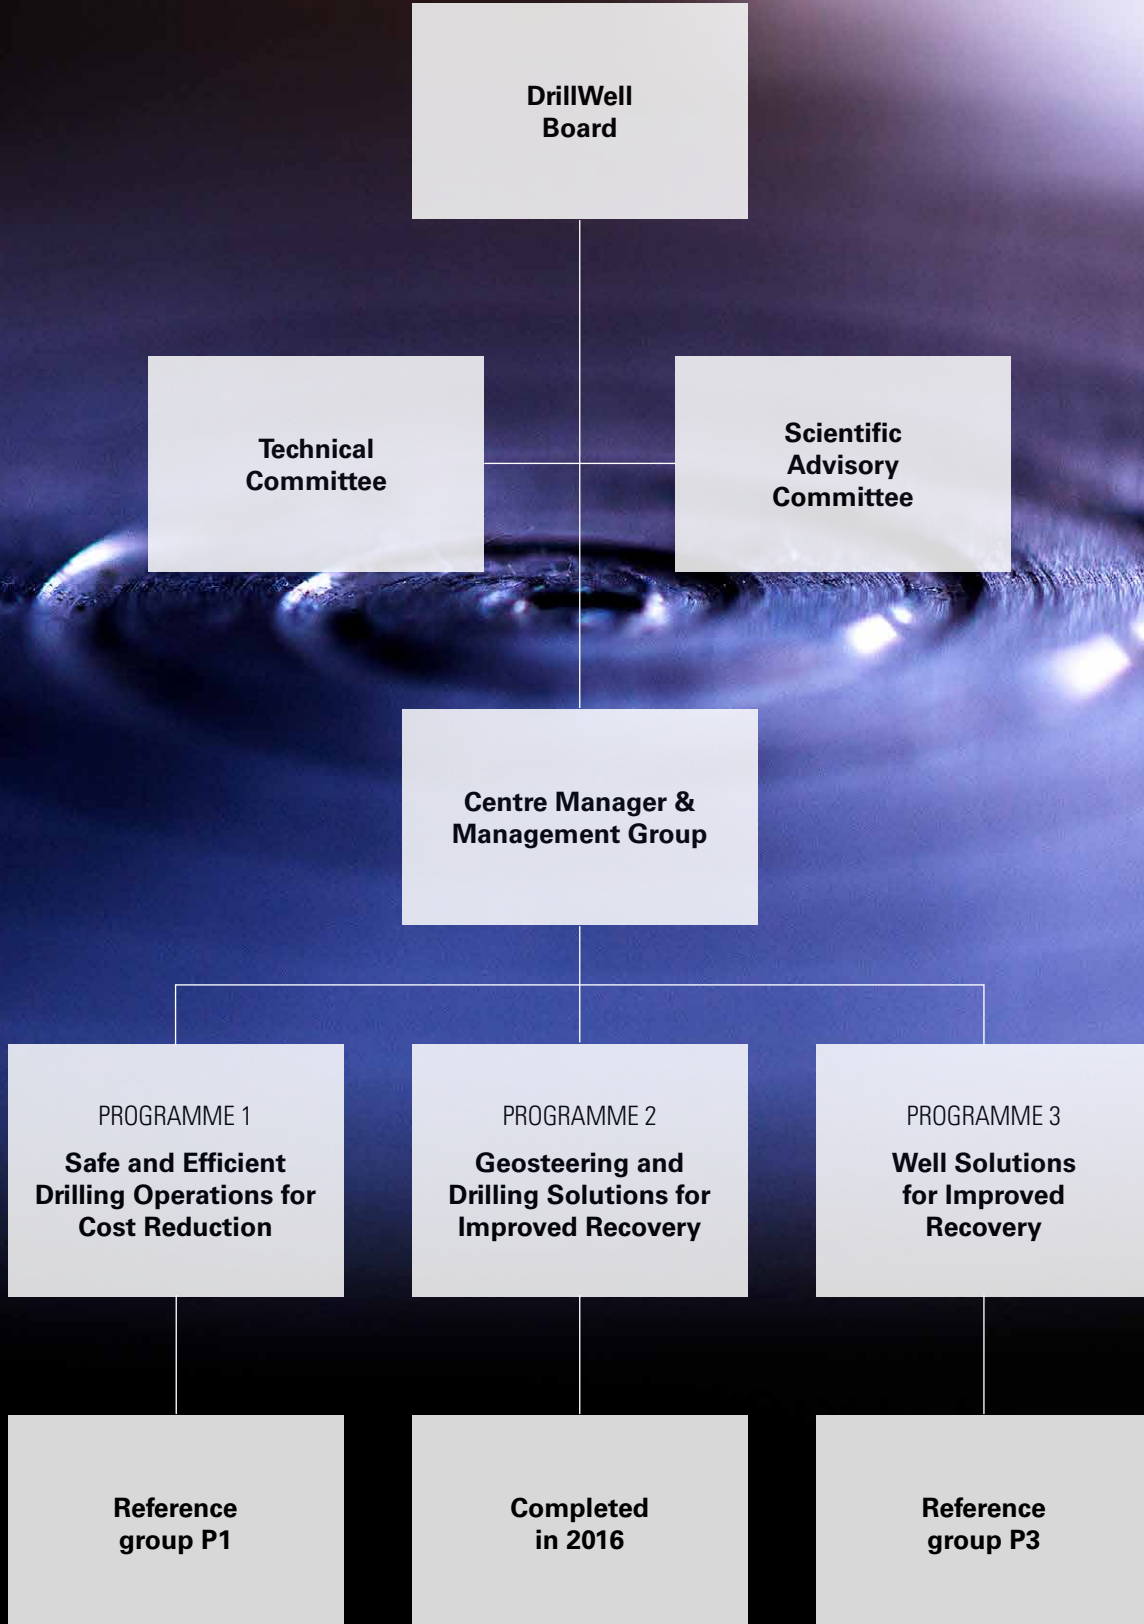 DrillWell
Board
Technical
Committee
Scientific
Advisory
Committee
Centre Manager &
Management Group
PROGRAMME 1
Safe and Efficient
Drilling Operations for
Cost Reduction
PROGRAMME 2
Geosteering and
Drilling Solutions for
Improved Recovery
PROGRAMME 3
Well Solutions
for Improved
Recovery
Reference
group P1
Completed
in 2016
Reference
group P3